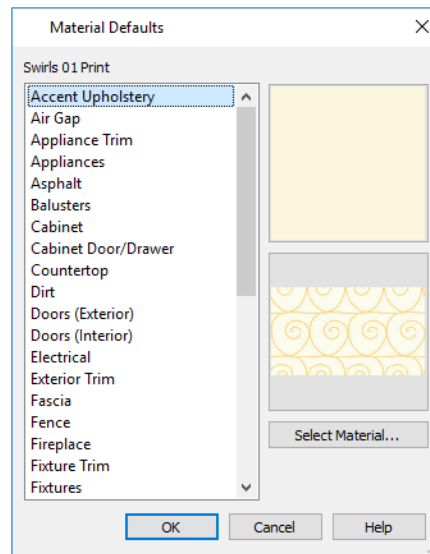 Material Defaults
Swirls 01 Print
Accent Upholstery
Air Gap
Appliance Trim
Appliances
Asphalt
Balusters
Cabinet
Cabinet Door/Drawer
Countertop
Dirt
Doors (Exterior)
Doors (Interior)
Electrical
Exterior Trim
Fascia
Fence
Fireplace
Fixture Trim
Fixtures
Select Material...
OK Cancel Help